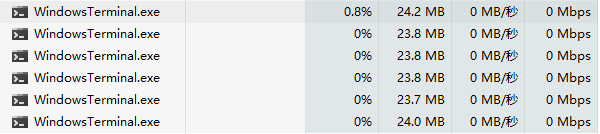 WindowsTerminal.exe 0.8% 24.2 MB 0 MB/秒 0 Mbps
WindowsTerminal.exe 0% 23.8 MB 0 MB/秒 0 Mbps
WindowsTerminal.exe 0% 23.8 MB 0 MB/秒 0 Mbps
WindowsTerminal.exe 0% 23.8 MB 0 MB/秒 0 Mbps
WindowsTerminal.exe 0% 23.7 MB 0 MB/秒 0 Mbps
WindowsTerminal.exe 0% 24.0 MB 0 MB/秒 0 Mbps